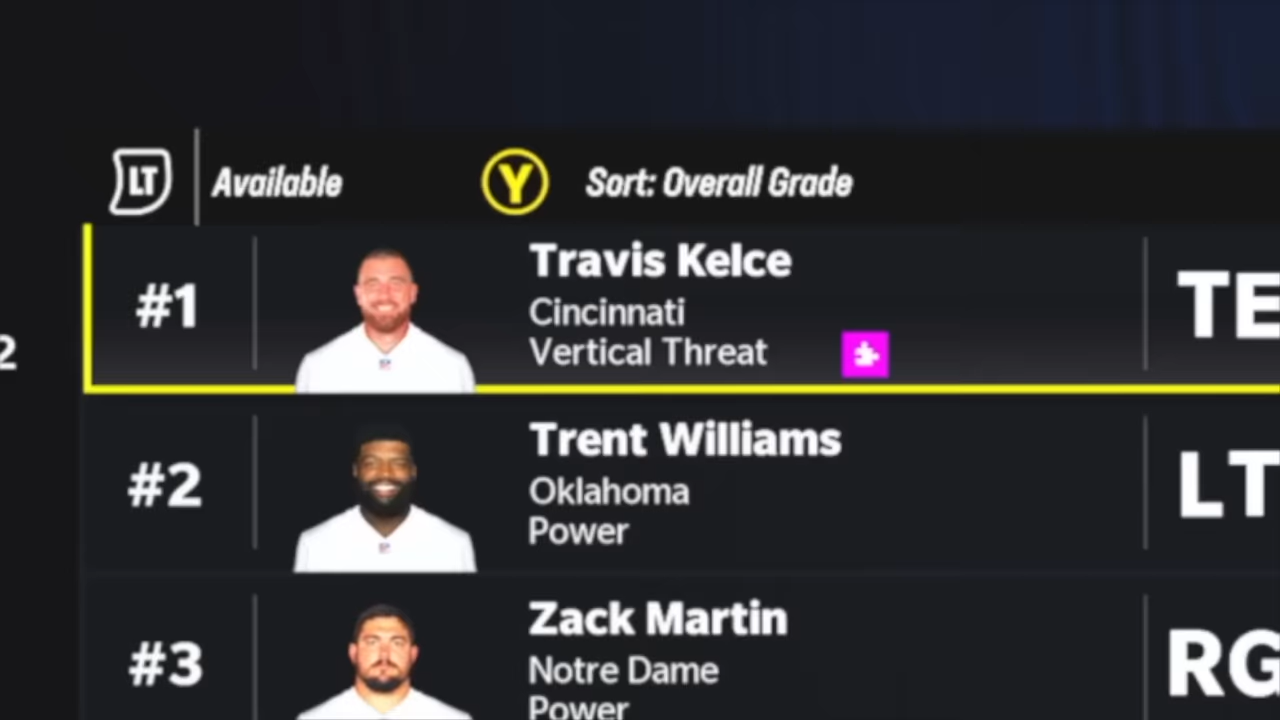 LT Available Y Sort: Overall Grade
#1 Travis Kelce TE
Cincinnati
Vertical Threat
2
#2 Trent Williams LT
Oklahoma
Power
#3 Zack Martin RG
Notre Dame
Power